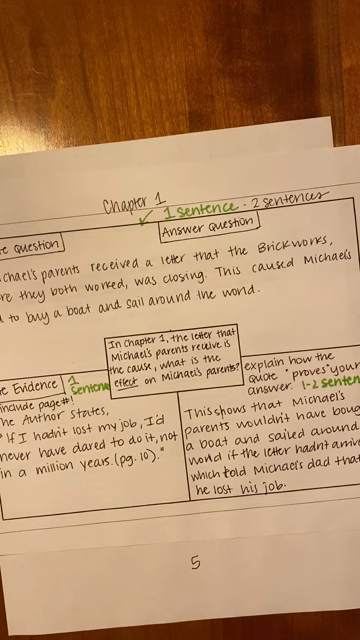 Chapter 1
✓ 1 sentence - 2 sentences
question
Answer question
Michael's parents received a letter that the Brickworks,
they both worked, was closing. This caused Michael's
to buy a boat and sail around the world.
In chapter 1, the letter that
Michael's parents receive is
the cause, what is the
effect on Michael's parents?
Evidence
1
sentence
include page#!
The Author states,
"If I hadn't lost my job, I'd
never have dared to do it, not
in a million years. (pg. 10)."
explain how the
quote "proves" your
answer. 1-2 senten
This shows that Michael's
parents wouldn't have boug
a boat and sailed around
world if the letter hadn't arrive
which told Michael's dad that
he lost his job.
5